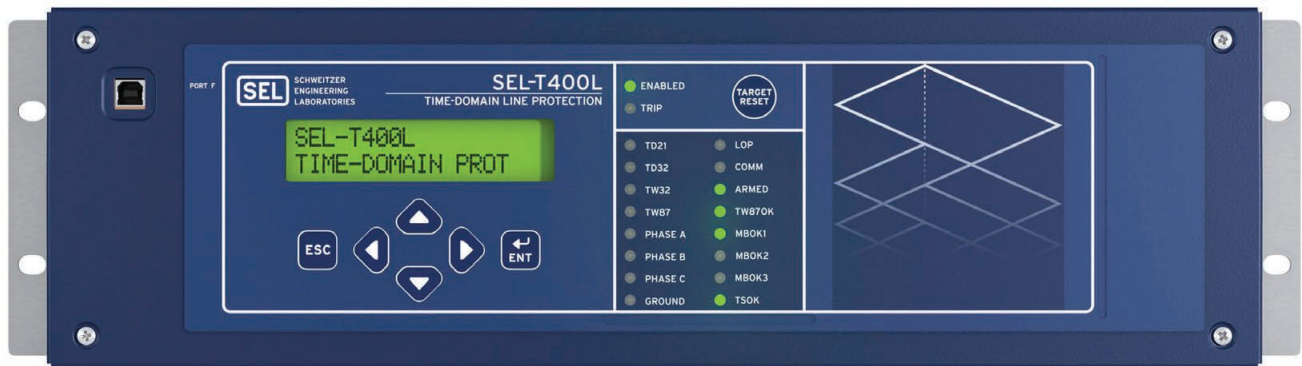 PORT F
SEL
SCHWEITZER
ENGINEERING
LABORATORIES
SEL-T400L
TIME-DOMAIN LINE PROTECTION
SEL-T400L
TIME-DOMAIN PROT
ESC
ENT
ENABLED
TRIP
TARGET
RESET
TD21
TD32
TW32
TW87
PHASE A
PHASE B
PHASE C
GROUND
LOP
COMM
ARMED
TW87OK
MBOK1
MBOK2
MBOK3
TSOK